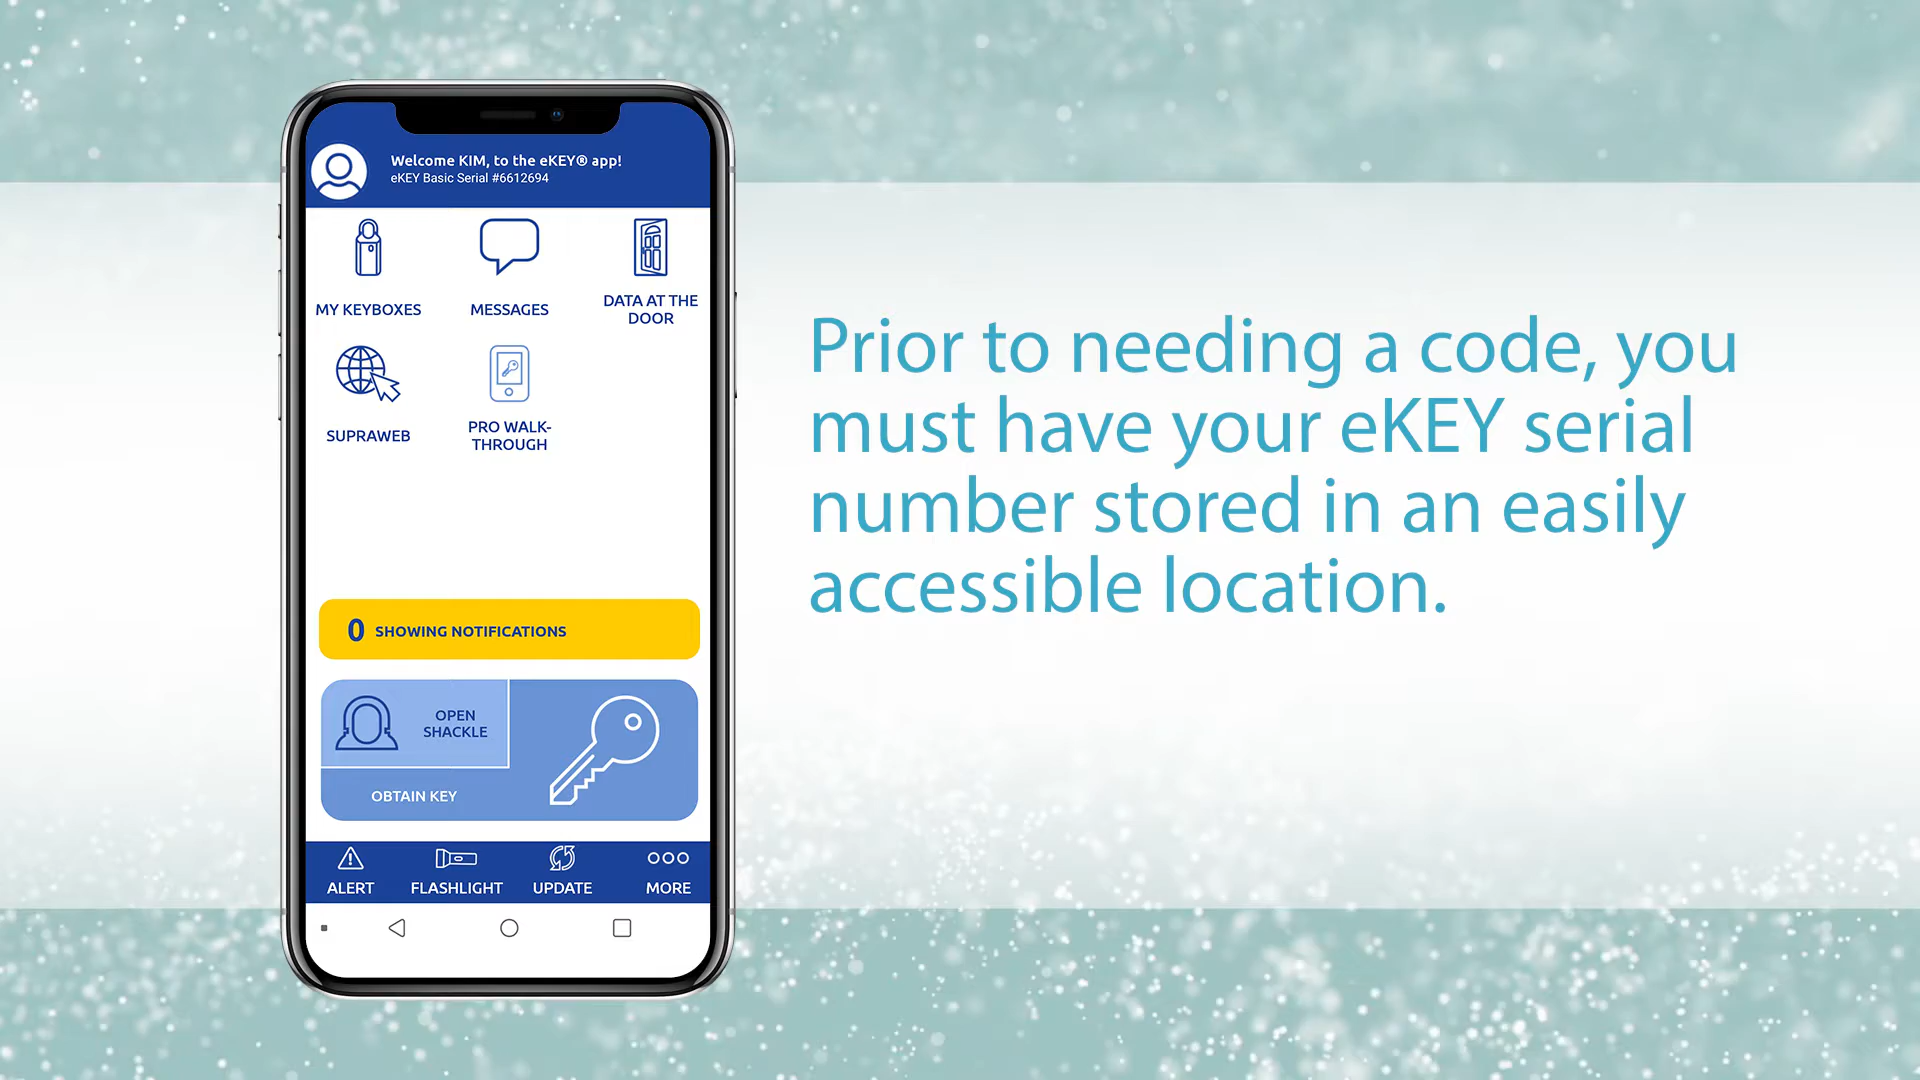 Welcome KIM, to the eKEY® app!
eKEY Basic Serial #6612694
MY KEYBOXES
MESSAGES
DATA AT THE
DOOR
SUPRAWEB
PRO WALK-
THROUGH
0 SHOWING NOTIFICATIONS
OPEN
SHACKLE
OBTAIN KEY
ALERT
FLASHLIGHT
UPDATE
MORE
Prior to needing a code, you
must have your eKEY serial
number stored in an easily
accessible location.